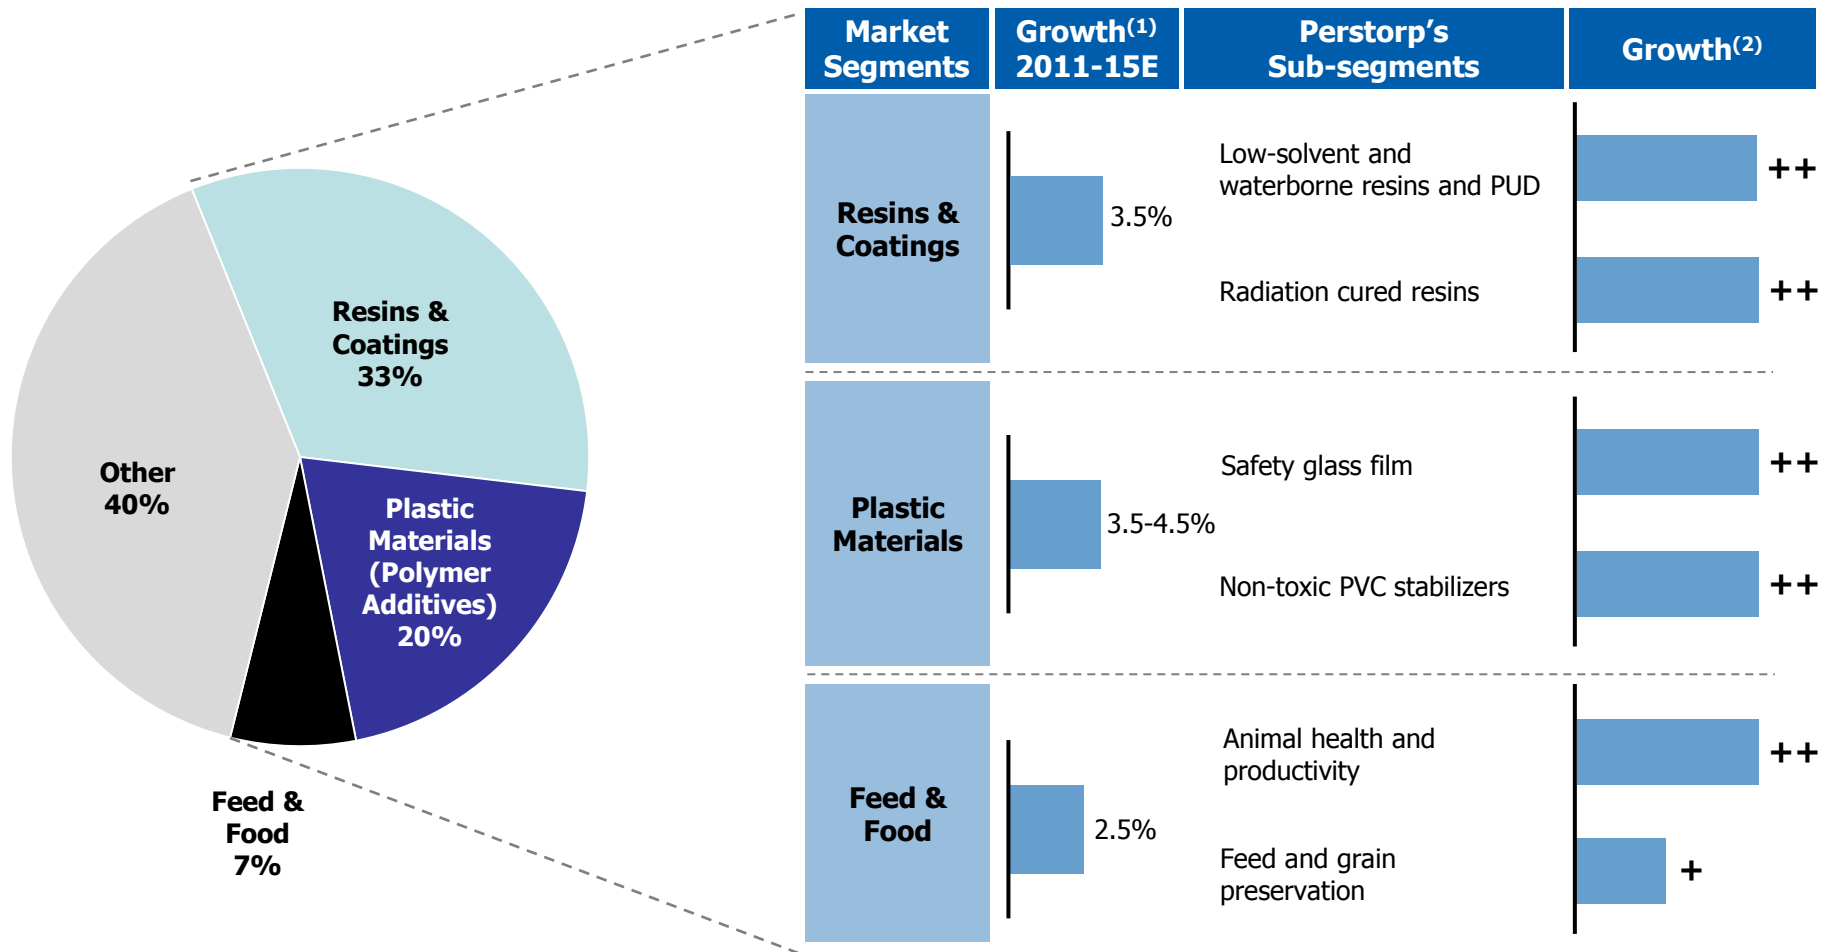 Resins &
Coatings
33%
Other
40%
Plastic
Materials
(Polymer
Additives)
20%
Feed &
Food
7%
Market
Segments
Growth(1)
2011-15E
Perstorp’s
Sub-segments
Growth(2)
Resins &
Coatings
3.5%
Low-solvent and
waterborne resins and PUD
++
Radiation cured resins
++
Plastic
Materials
3.5-4.5%
Safety glass film
++
Non-toxic PVC stabilizers
++
Feed &
Food
2.5%
Animal health and
productivity
++
Feed and grain
preservation
+